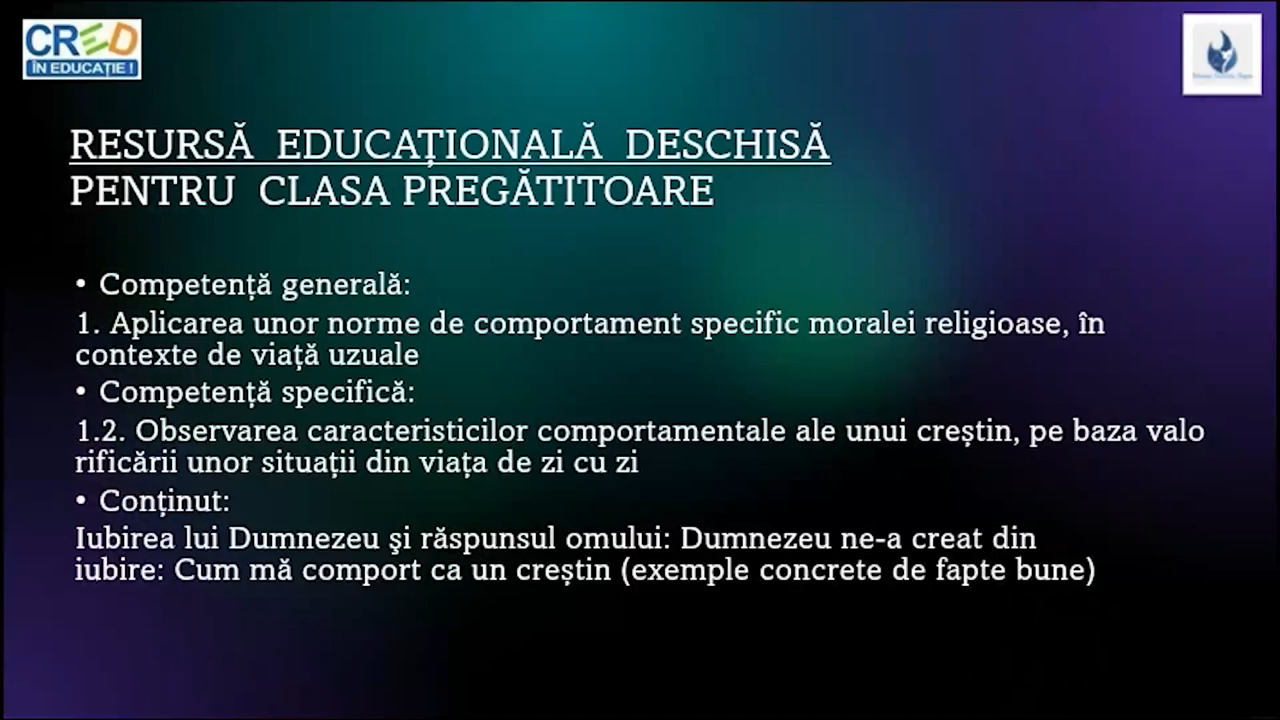 CRED
ÎN EDUCAȚIE !
RESURSĂ EDUCAȚIONALĂ DESCHISĂ
PENTRU CLASA PREGĂTITOARE
• Competență generală:
1. Aplicarea unor norme de comportament specific moralei religioase, în
contexte de viață uzuale
• Competență specifică:
1.2. Observarea caracteristicilor comportamentale ale unui creștin, pe baza valo
rificării unor situații din viața de zi cu zi
• Conținut:
Iubirea lui Dumnezeu şi răspunsul omului: Dumnezeu ne-a creat din
iubire: Cum mă comport ca un creștin (exemple concrete de fapte bune)